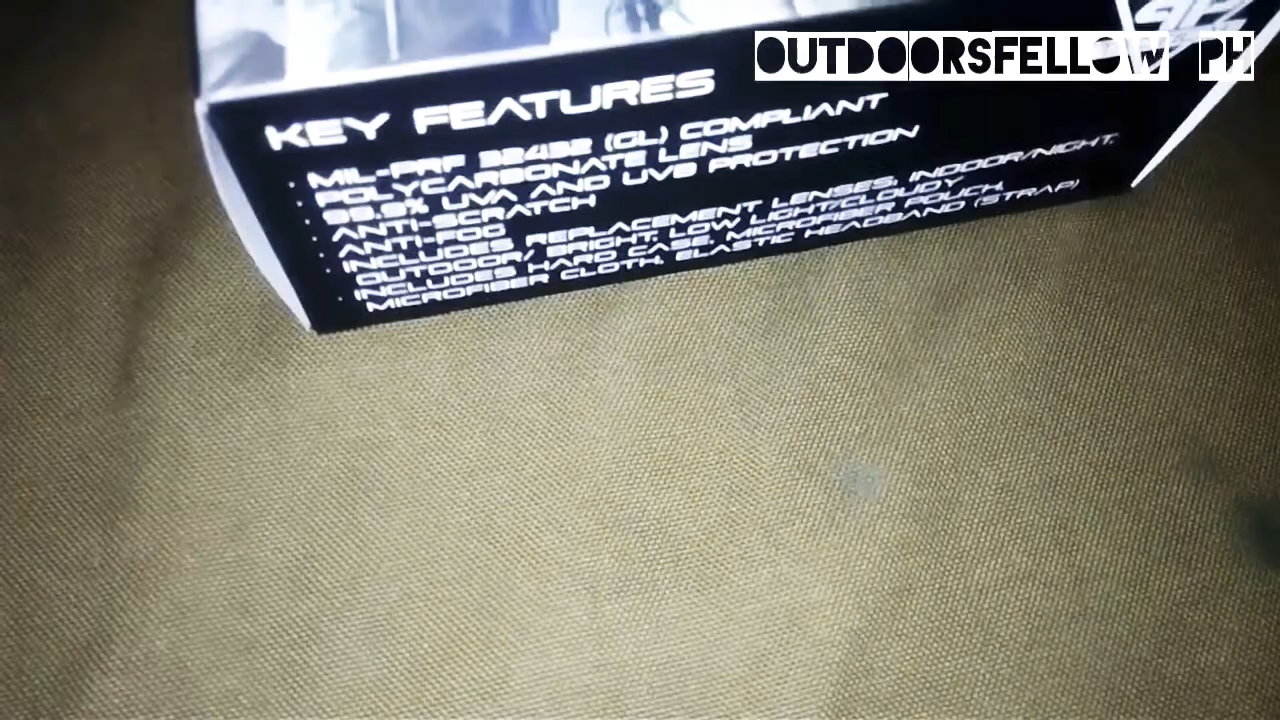 OUTDOORSFELLOW PH
KEY FEATURES
MIL-PRF 32432 (GL) COMPLIANT
POLYCARBONATE LENS
99.9% UVA AND UVB PROTECTION
ANTI-SCRATCH
ANTI-FOG
INCLUDES REPLACEMENT LENSES, INDOOR/NIGHT,
OUTDOOR/ BRIGHT, LOW LIGHT/CLOUDY
INCLUDES HARD CASE, MICROFIBER POUCH,
MICROFIBER CLOTH, ELASTIC HEADBAND (STRAP)